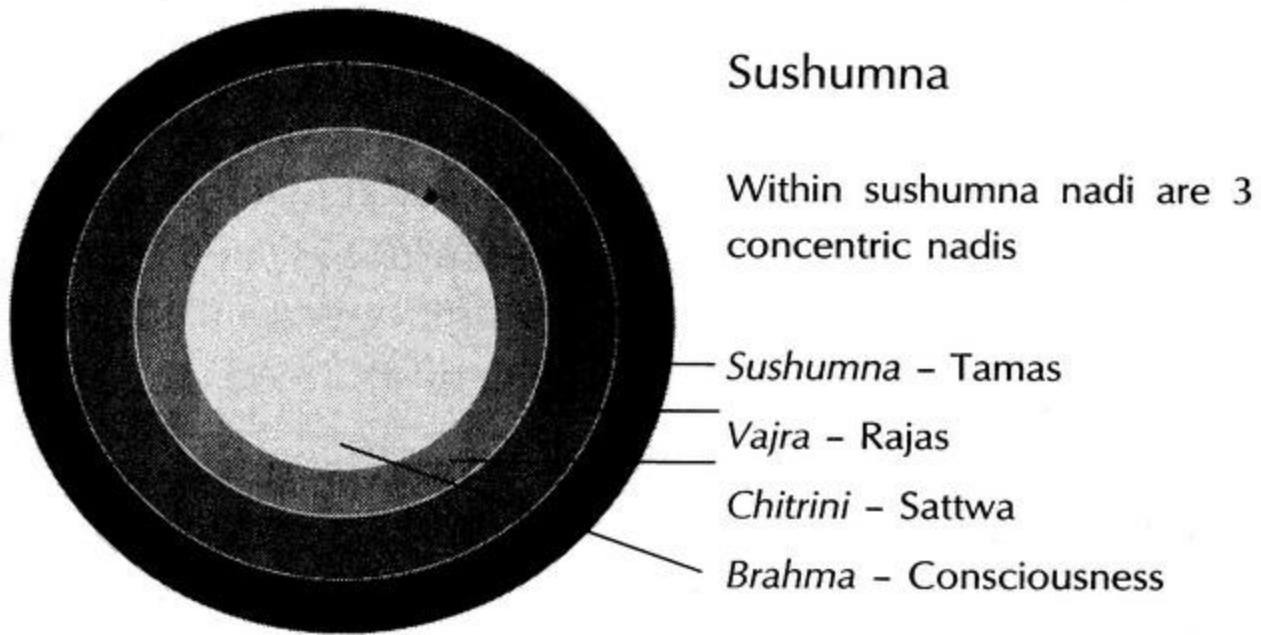 Sushumna
Within sushumna nadi are 3
concentric nadis
Sushumna – Tamas
Vajra – Rajas
Chitrini – Sattwa
Brahma – Consciousness